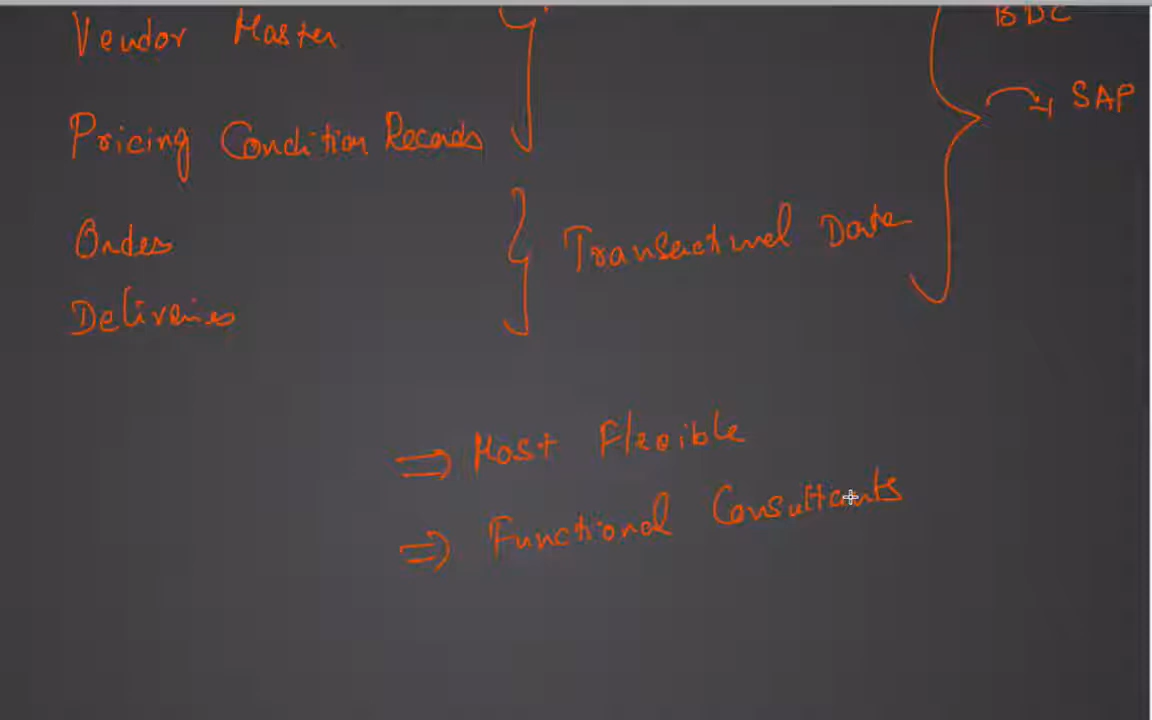 Vendor Master
BDC
SAP
Pricing Condition Records
Orders
Transactional Data
Deliveries
⇒ Most Flexible
⇒ Functional Consultants